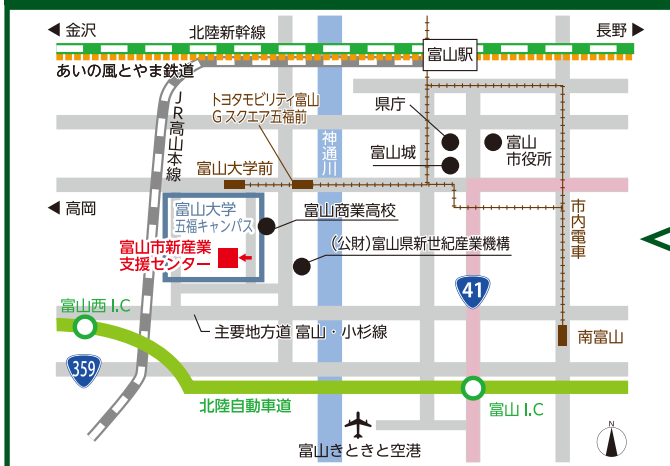 ◀ 金沢
北陸新幹線
長野 ▶
富山駅
あいの風とやま鉄道
JR高山本線
トヨタモビリティ富山
G スクエア五福前
神通川
県庁
富山城
富山
市役所
富山大学前
◀ 高岡
富山大学
五福キャンパス
富山商業高校
市内電車
富山市新産業
支援センター
(公財)富山県新世紀産業機構
41
富山西 I.C
主要地方道 富山・小杉線
南富山
359
北陸自動車道
富山 I.C
富山きときと空港
N